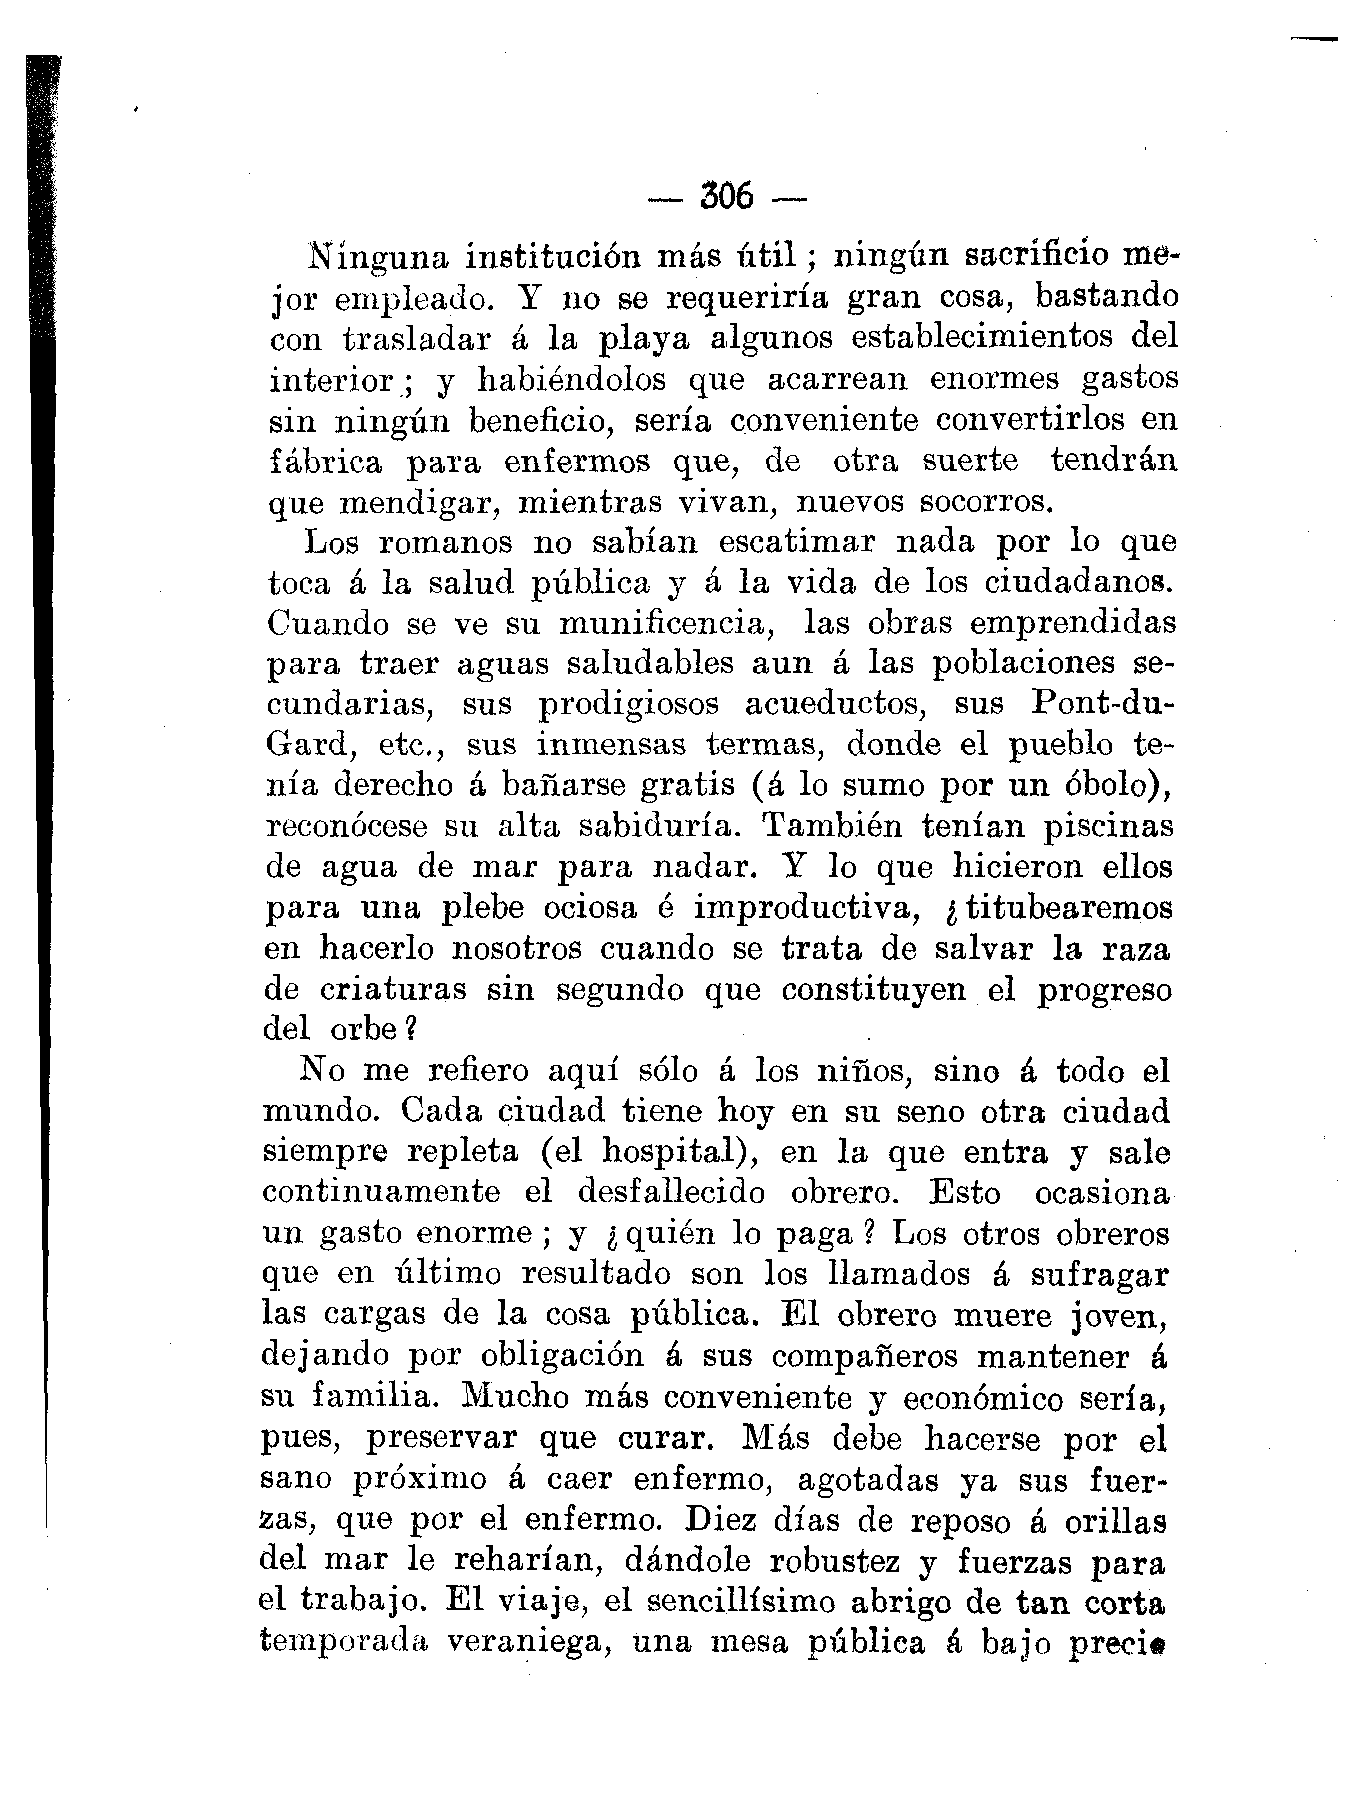 — 306 —
Ninguna institución más útil; ningún sacrificio me-
jor empleado. Y no se requeriría gran cosa, bastando
con trasladar á la playa algunos establecimientos del
interior; y habiéndolos que acarrean enormes gastos
sin ningún beneficio, sería conveniente convertirlos en
fábrica para enfermos que, de otra suerte tendrán
que mendigar, mientras vivan, nuevos socorros.
Los romanos no sabían escatimar nada por lo que
toca á la salud pública y á la vida de los ciudadanos.
Cuando se ve su munificencia, las obras emprendidas
para traer aguas saludables aun á las poblaciones se-
cundarias, sus prodigiosos acueductos, sus Pont-du-
Gard, etc., sus inmensas termas, donde el pueblo te-
nía derecho á bañarse gratis (á lo sumo por un óbolo),
reconócese su alta sabiduría. También tenían piscinas
de agua de mar para nadar. Y lo que hicieron ellos
para una plebe ociosa é improductiva, ¿titubearemos
en hacerlo nosotros cuando se trata de salvar la raza
de criaturas sin segundo que constituyen el progreso
del orbe?
No me refiero aquí sólo á los niños, sino á todo el
mundo. Cada ciudad tiene hoy en su seno otra ciudad
siempre repleta (el hospital), en la que entra y sale
continuamente el desfallecido obrero. Esto ocasiona
un gasto enorme; y ¿quién lo paga? Los otros obreros
que en último resultado son los llamados á sufragar
las cargas de la cosa pública. El obrero muere joven,
dejando por obligación á sus compañeros mantener á
su familia. Mucho más conveniente y económico sería,
pues, preservar que curar. Más debe hacerse por el
sano próximo á caer enfermo, agotadas ya sus fuer-
zas, que por el enfermo. Diez días de reposo á orillas
del mar le reharían, dándole robustez y fuerzas para
el trabajo. El viaje, el sencillísimo abrigo de tan corta
temporada veraniega, una mesa pública á bajo precio